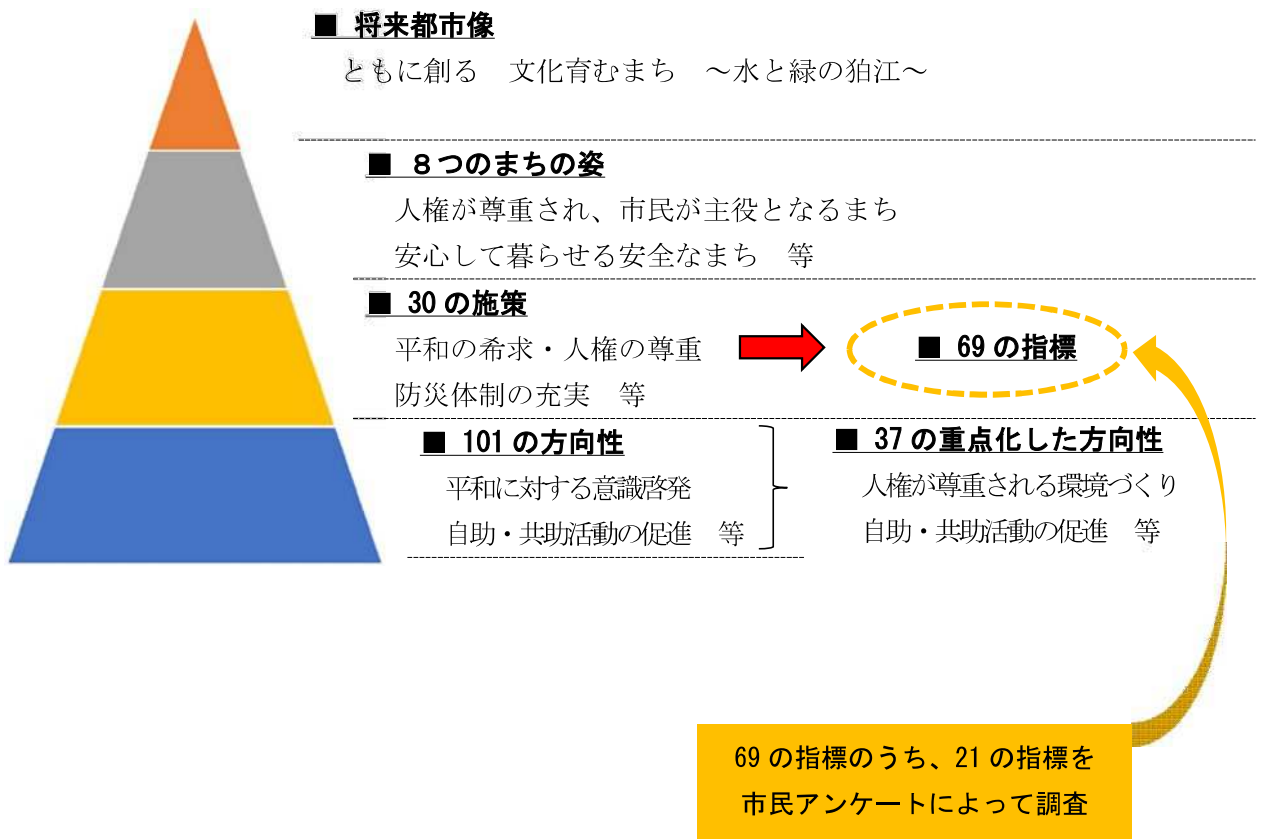 ■ 将来都市像
ともに創る　文化育むまち　～水と緑の狛江～
■ ８つのまちの姿
人権が尊重され、市民が主役となるまち
安心して暮らせる安全なまち　等
■ 30 の施策
平和の希求・人権の尊重
防災体制の充実　等
■ 69 の指標
■ 101 の方向性
平和に対する意識啓発
自助・共助活動の促進　等
■ 37 の重点化した方向性
人権が尊重される環境づくり
自助・共助活動の促進　等
69 の指標のうち、21 の指標を
市民アンケートによって調査